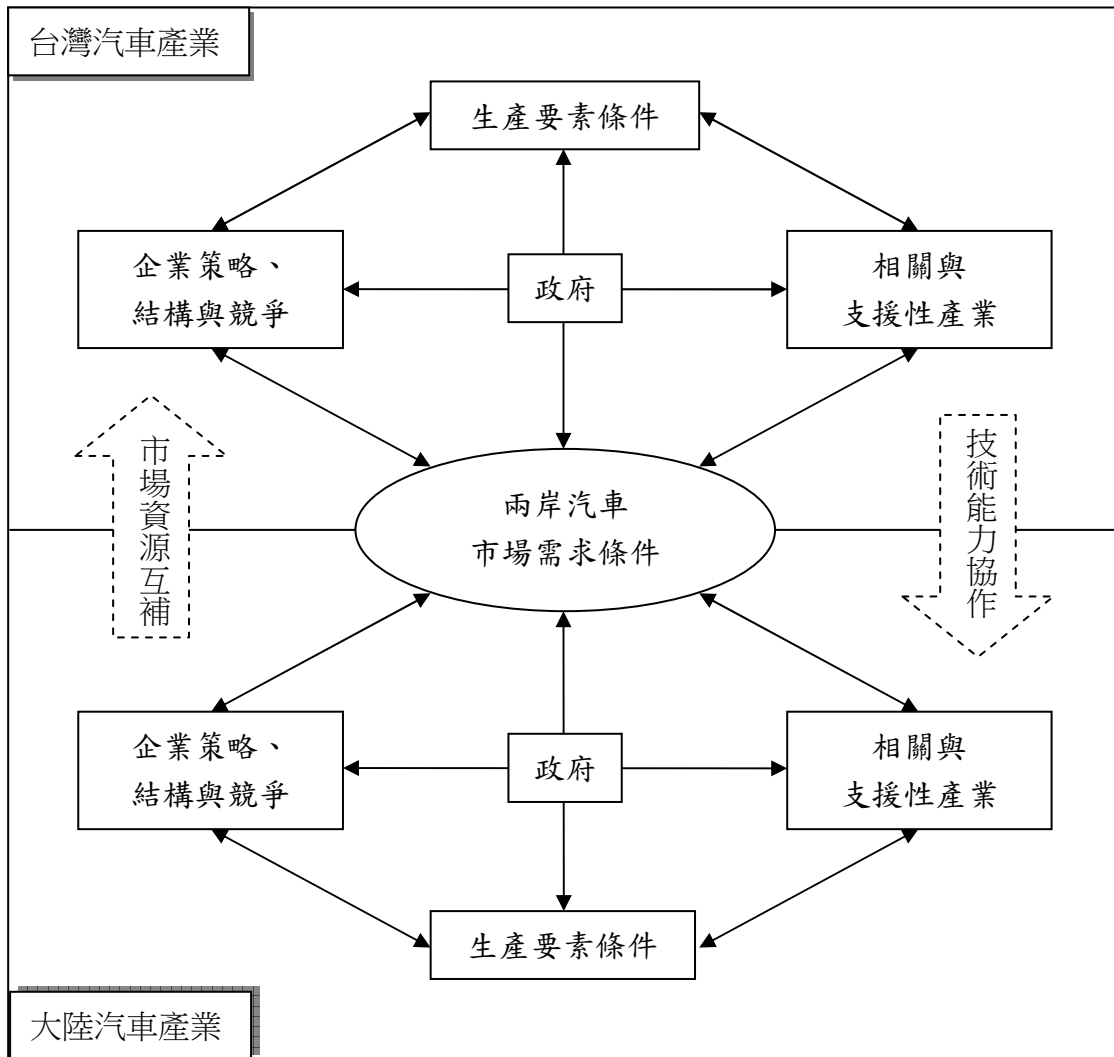 台灣汽車產業
生產要素條件
企業策略、
結構與競爭
政府
相關與
支援性產業
市場資源互補
技術能力協作
兩岸汽車
市場需求條件
企業策略、
結構與競爭
政府
相關與
支援性產業
生產要素條件
大陸汽車產業